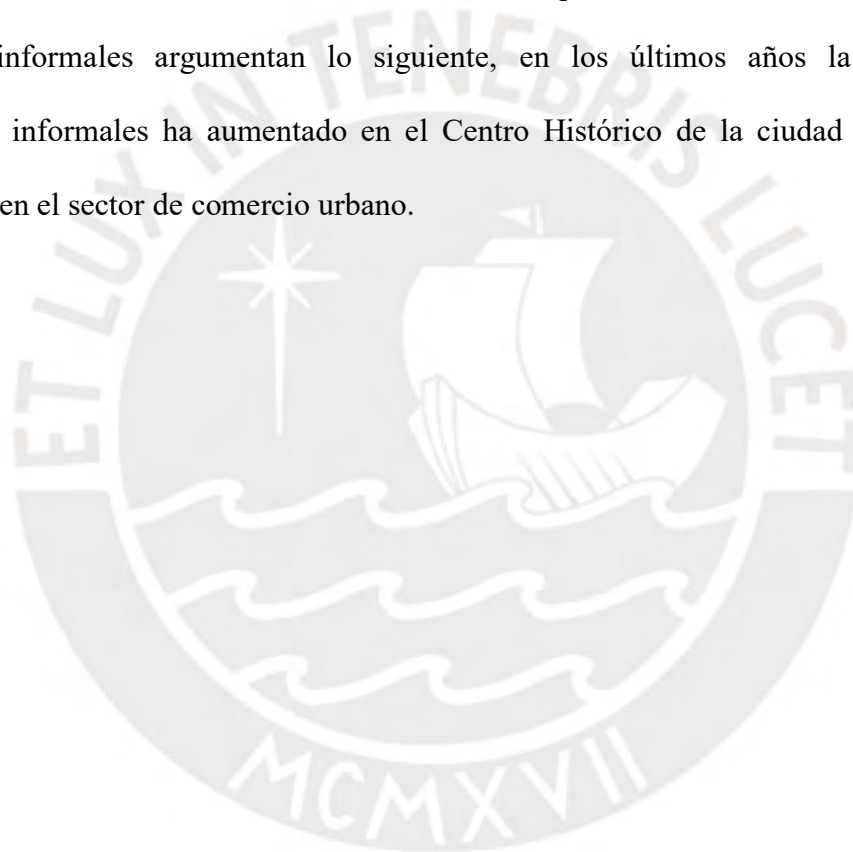 informales argumentan lo siguiente, en los últimos años la
informales ha aumentado en el Centro Histórico de la ciudad
en el sector de comercio urbano.
ET LUX IN TENEBRIS LUCET
MCMXVII